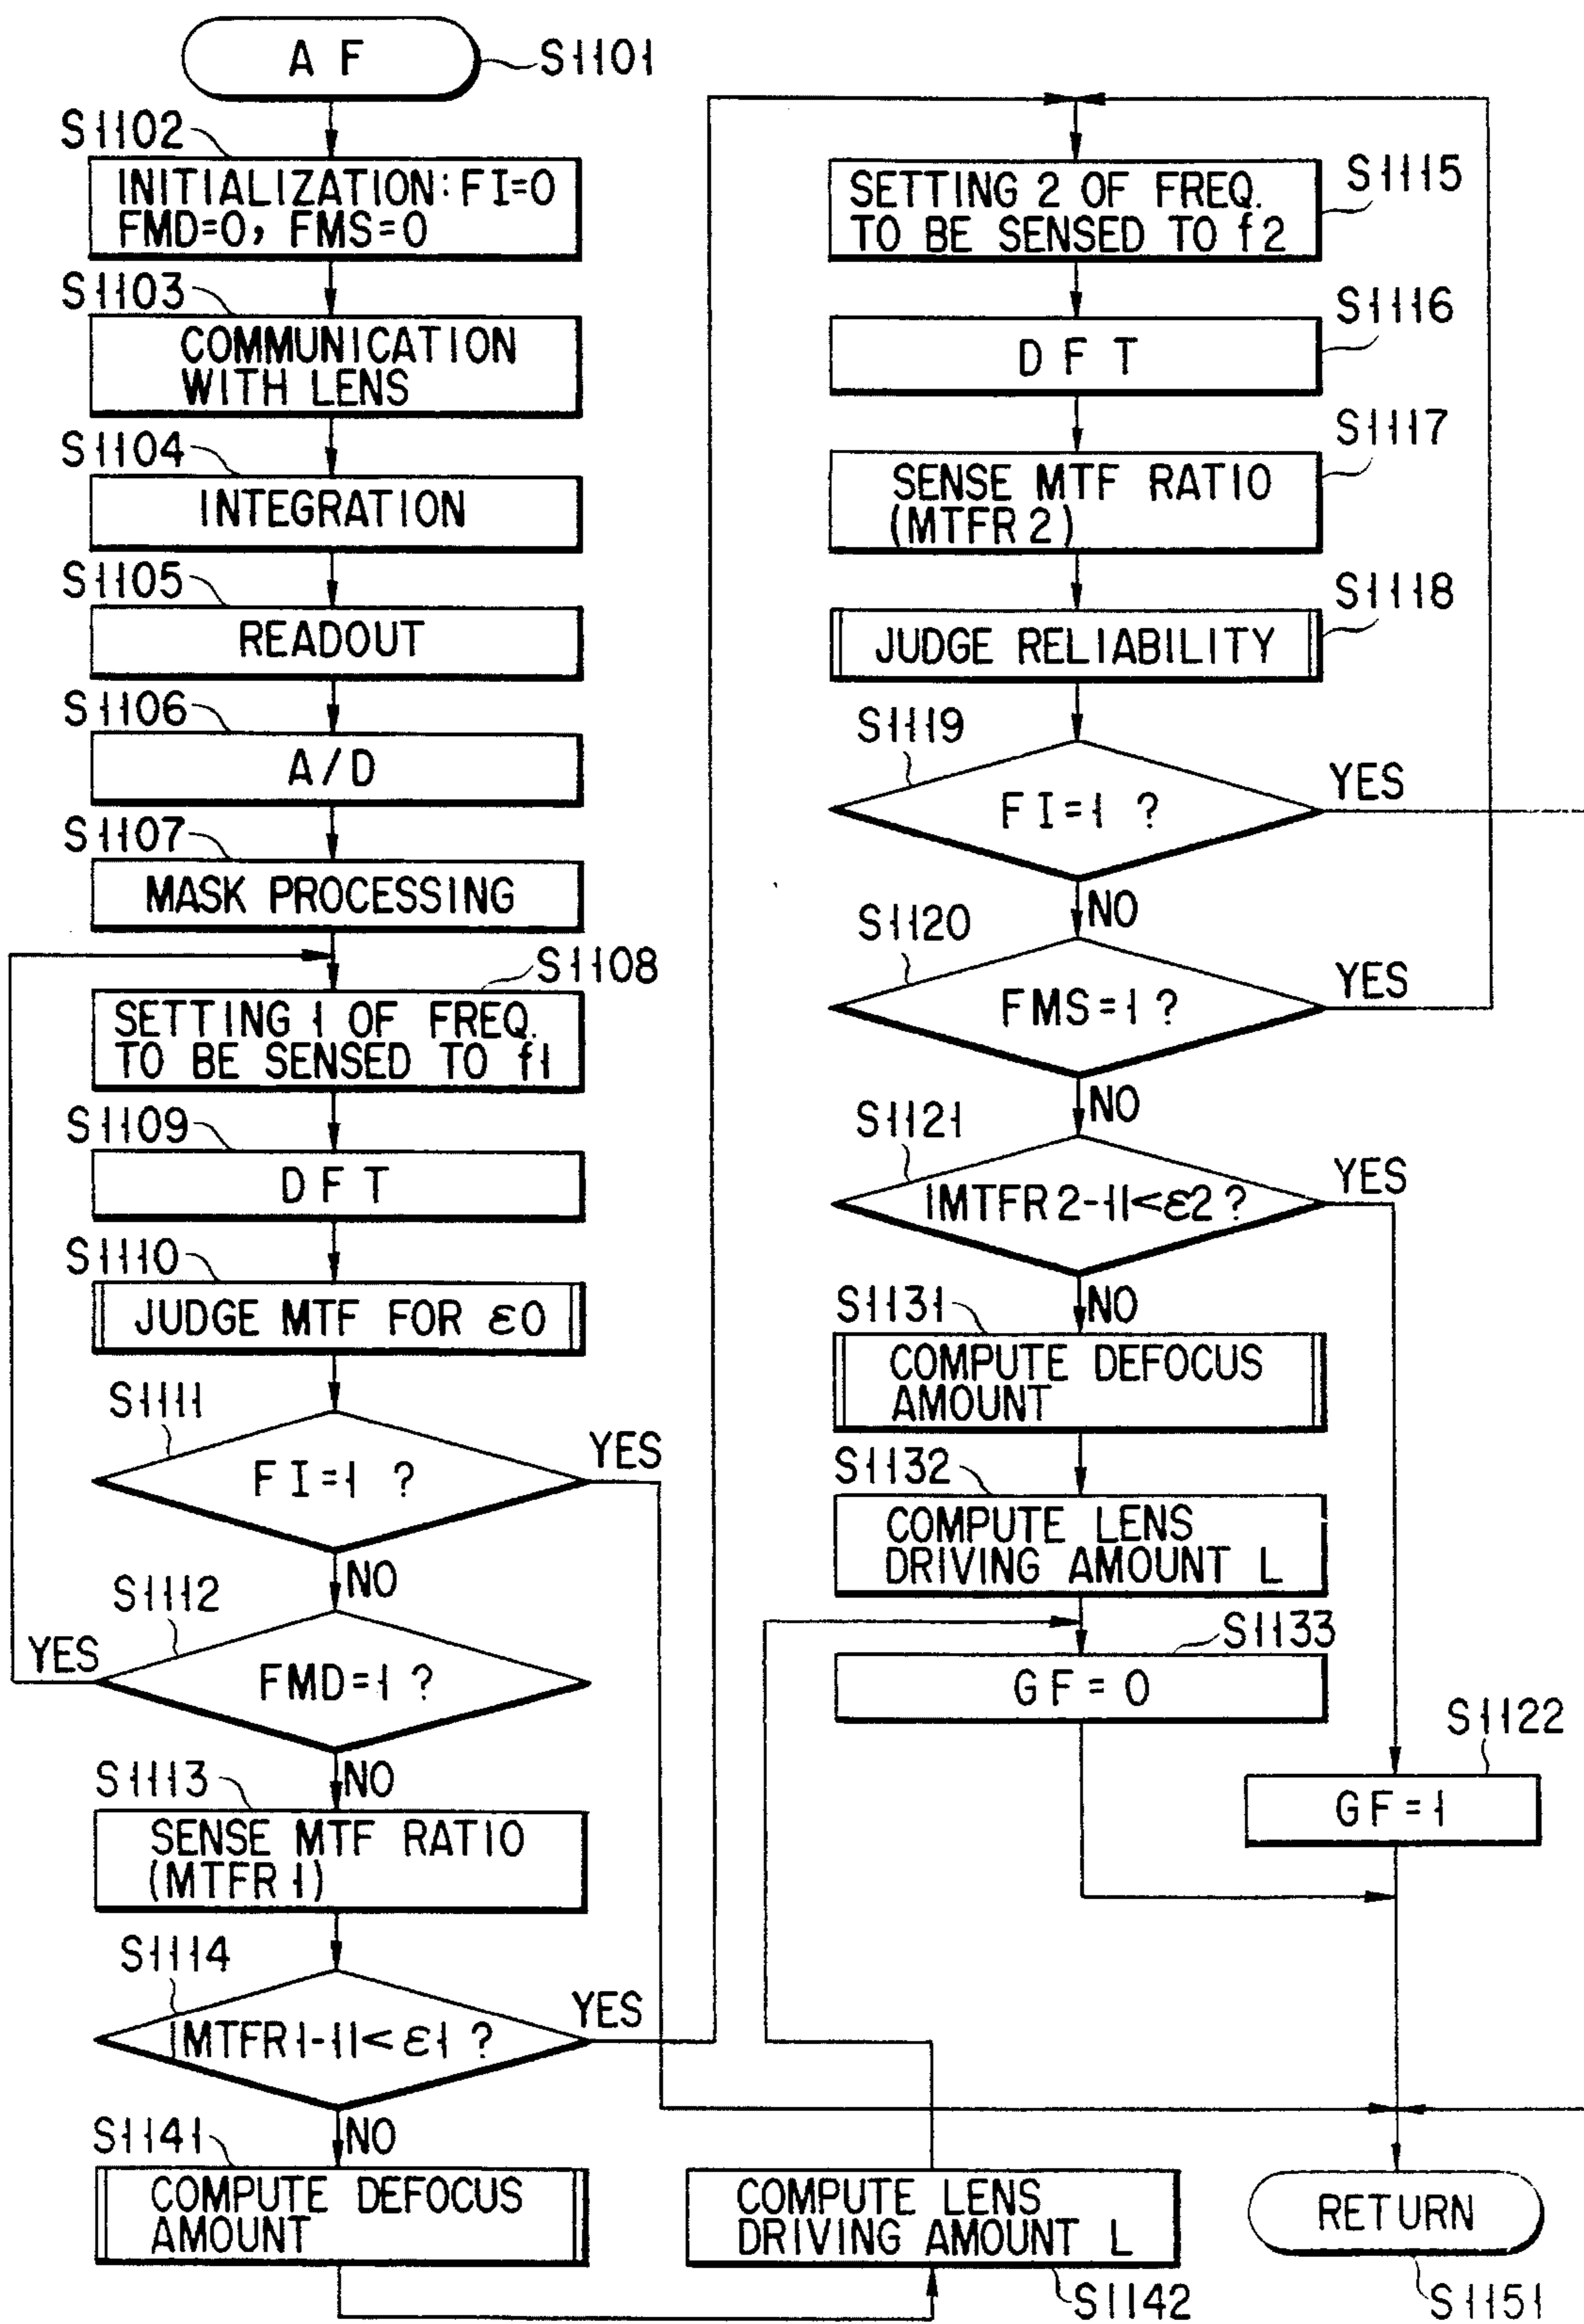 A F
S1101
S1102
INITIALIZATION: FI=0
FMD=0, FMS=0
S1103
COMMUNICATION
WITH LENS
S1104
INTEGRATION
S1105
READOUT
S1106
A/D
S1107
MASK PROCESSING
S1108
SETTING 1 OF FREQ.
TO BE SENSED TO f1
S1109
D F T
S1110
JUDGE MTF FOR ε0
S1111
FI=1 ?
YES
NO
S1112
FMD=1 ?
YES
NO
S1113
SENSE MTF RATIO
(MTFR1)
S1114
|MTFR1-1|<ε1 ?
YES
NO
S1141
COMPUTE DEFOCUS
AMOUNT
COMPUTE LENS
DRIVING AMOUNT L
S1142
S1115
SETTING 2 OF FREQ.
TO BE SENSED TO f2
S1116
D F T
S1117
SENSE MTF RATIO
(MTFR2)
S1118
JUDGE RELIABILITY
S1119
FI=1 ?
YES
NO
S1120
FMS=1 ?
YES
NO
S1121
|MTFR2-1|<ε2?
YES
NO
S1131
COMPUTE DEFOCUS
AMOUNT
S1132
COMPUTE LENS
DRIVING AMOUNT L
S1133
GF=0
S1122
GF=1
RETURN
S1151